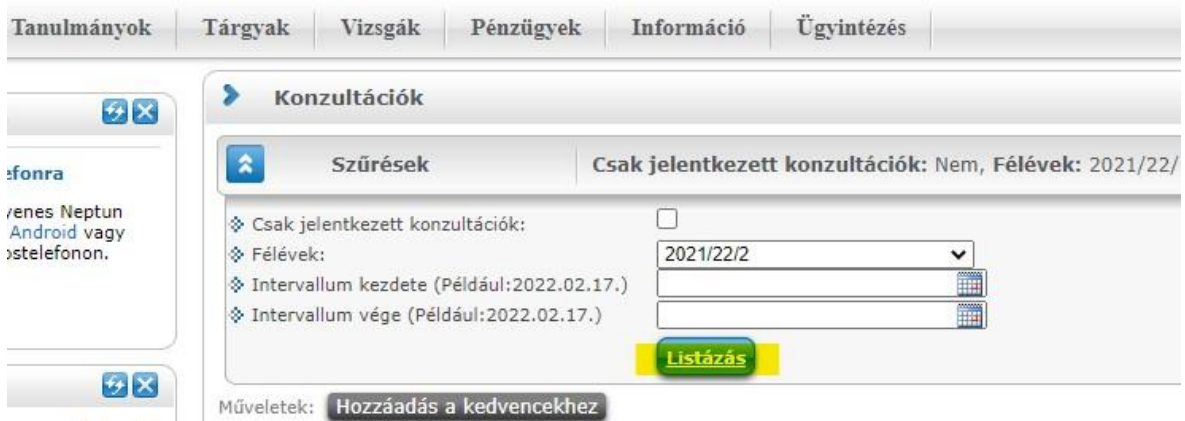 Tanulmányok Tárgyak Vizsgák Pénzügyek Információ Ügyintézés
Konzultációk
Szűrések Csak jelentkezett konzultációk: Nem, Félévek: 2021/22/
efonra
yenes Neptun
Android vagy
ostelefonon.
Csak jelentkezett konzultációk:
Félévek: 2021/22/2
Intervallum kezdete (Például:2022.02.17.)
Intervallum vége (Például:2022.02.17.)
Listázás
Műveletek: Hozzáadás a kedvencekhez